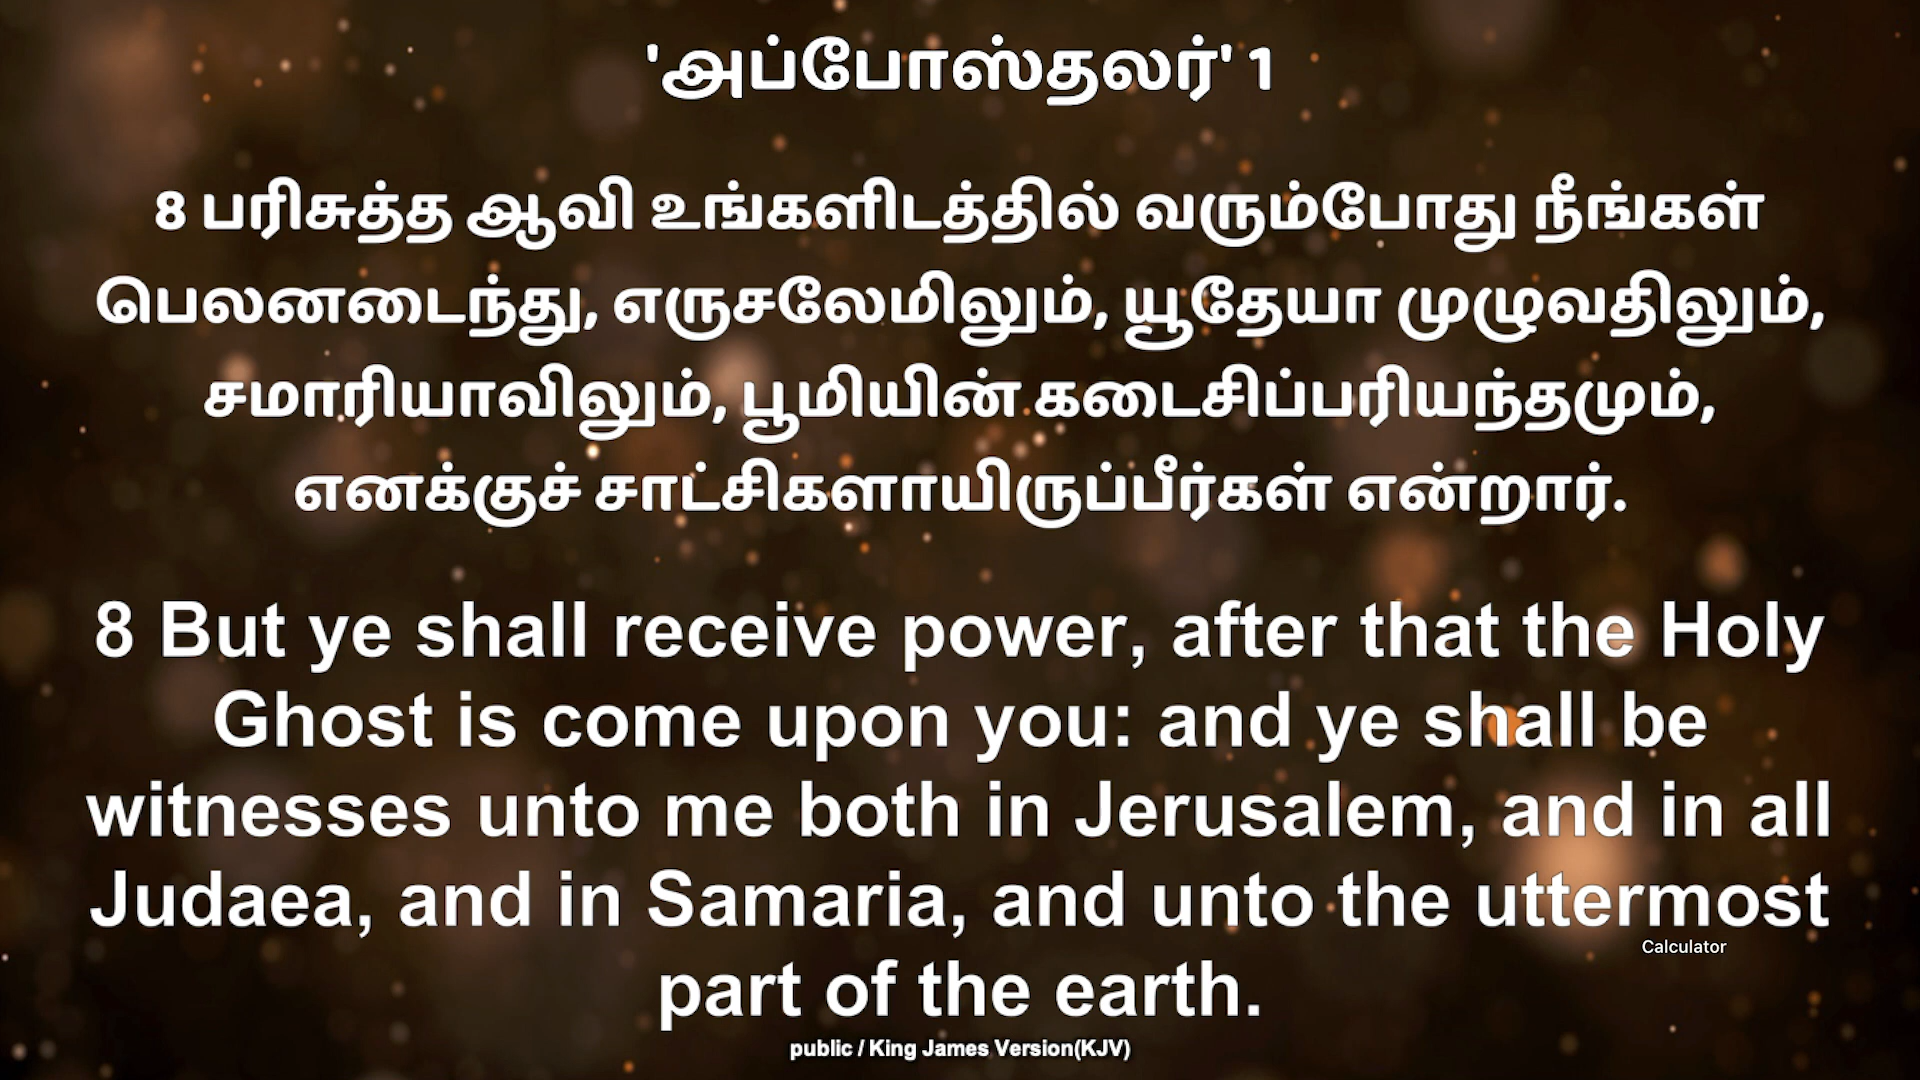 'அப்போஸ்தலர்' 1
8 பரிசுத்த ஆவி உங்களிடத்தில் வரும்போது நீங்கள்
பெலனடைந்து, எருசலேமிலும், யூதேயா முழுவதிலும்,
சமாரியாவிலும், பூமியின் கடைசிப்பரியந்தமும்,
எனக்குச் சாட்சிகளாயிருப்பீர்கள் என்றார்.
8 But ye shall receive power, after that the Holy
Ghost is come upon you: and ye shall be
witnesses unto me both in Jerusalem, and in all
Judaea, and in Samaria, and unto the uttermost
Calculator
part of the earth.
public / King James Version(KJV)